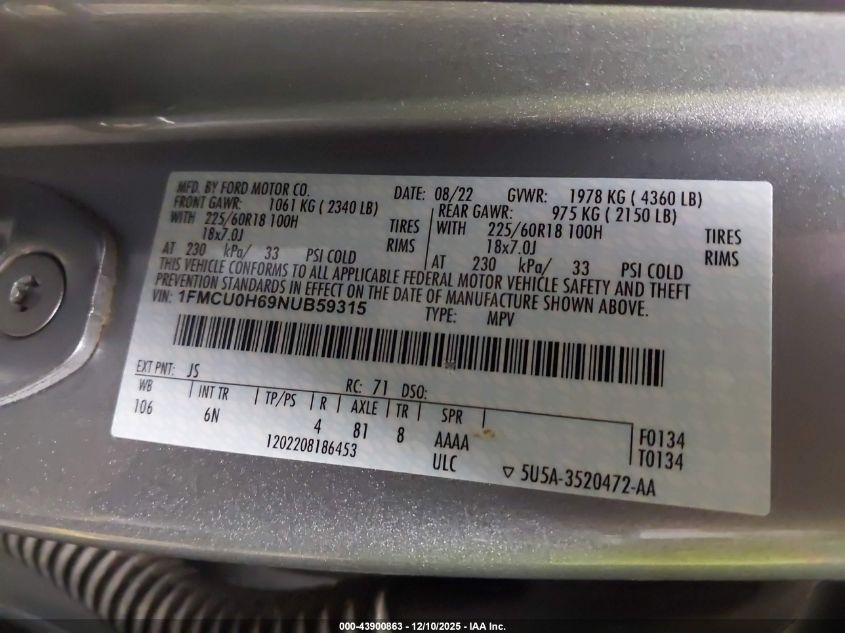 MFD. BY FORD MOTOR CO. DATE: 08/22 GVWR: 1978 KG ( 4360 LB)
FRONT GAWR: 1061 KG ( 2340 LB) REAR GAWR: 975 KG ( 2150 LB)
WITH 225/60R18 100H TIRES WITH 225/60R18 100H TIRES
18x7.0J RIMS 18x7.0J RIMS
AT 230 kPa/ 33 PSI COLD AT 230 kPa/ 33 PSI COLD
THIS VEHICLE CONFORMS TO ALL APPLICABLE FEDERAL MOTOR VEHICLE SAFETY AND THEFT
PREVENTION STANDARDS IN EFFECT ON THE DATE OF MANUFACTURE SHOWN ABOVE.
VIN: 1FMCU0H69NUB59315 TYPE: MPV
EXT PNT: JS RC: 71 DSO:
WB INT TR TP/PS R AXLE TR SPR
106 6N 4 81 8 AAAA F0134
1202208186453 ULC T0134
▽ 5U5A-3520472-AA
000-43900863 - 12/10/2025 - IAA Inc.